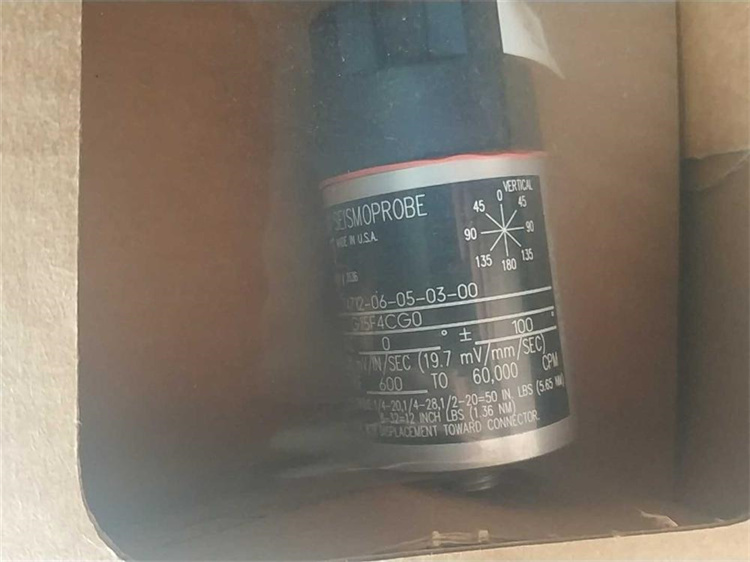 SEISMOPROBE
MADE IN U.S.A.
VERTICAL
0
45 45
90 90
135 135
180
-06-05-03-00
F4CG0
0 ° ± 100 °
mV/IN/SEC (19.7 mV/mm/SEC)
600 TO 60,000 CPM
1/4-20,1/4-28,1/2-20=50 IN. LBS (5.65 NM)
-32=12 INCH LBS (1.36 NM)
DISPLACEMENT TOWARD CONNECTOR.